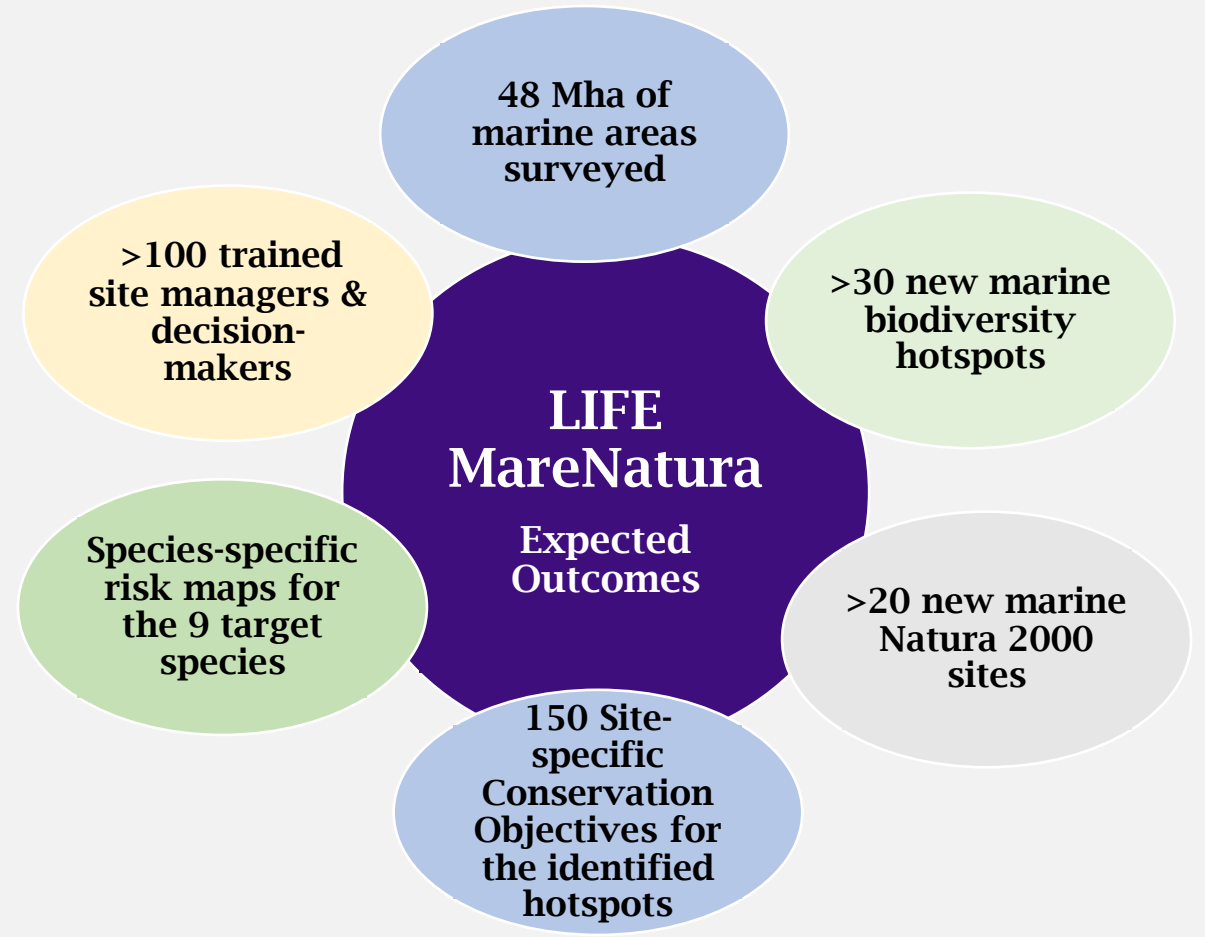 48 Mha of
marine areas
surveyed
>100 trained
site managers &
decision-
makers
>30 new marine
biodiversity
hotspots
LIFE
MareNatura
Expected
Outcomes
Species-specific
risk maps for
the 9 target
species
>20 new marine
Natura 2000
sites
150 Site-
specific
Conservation
Objectives for
the identified
hotspots